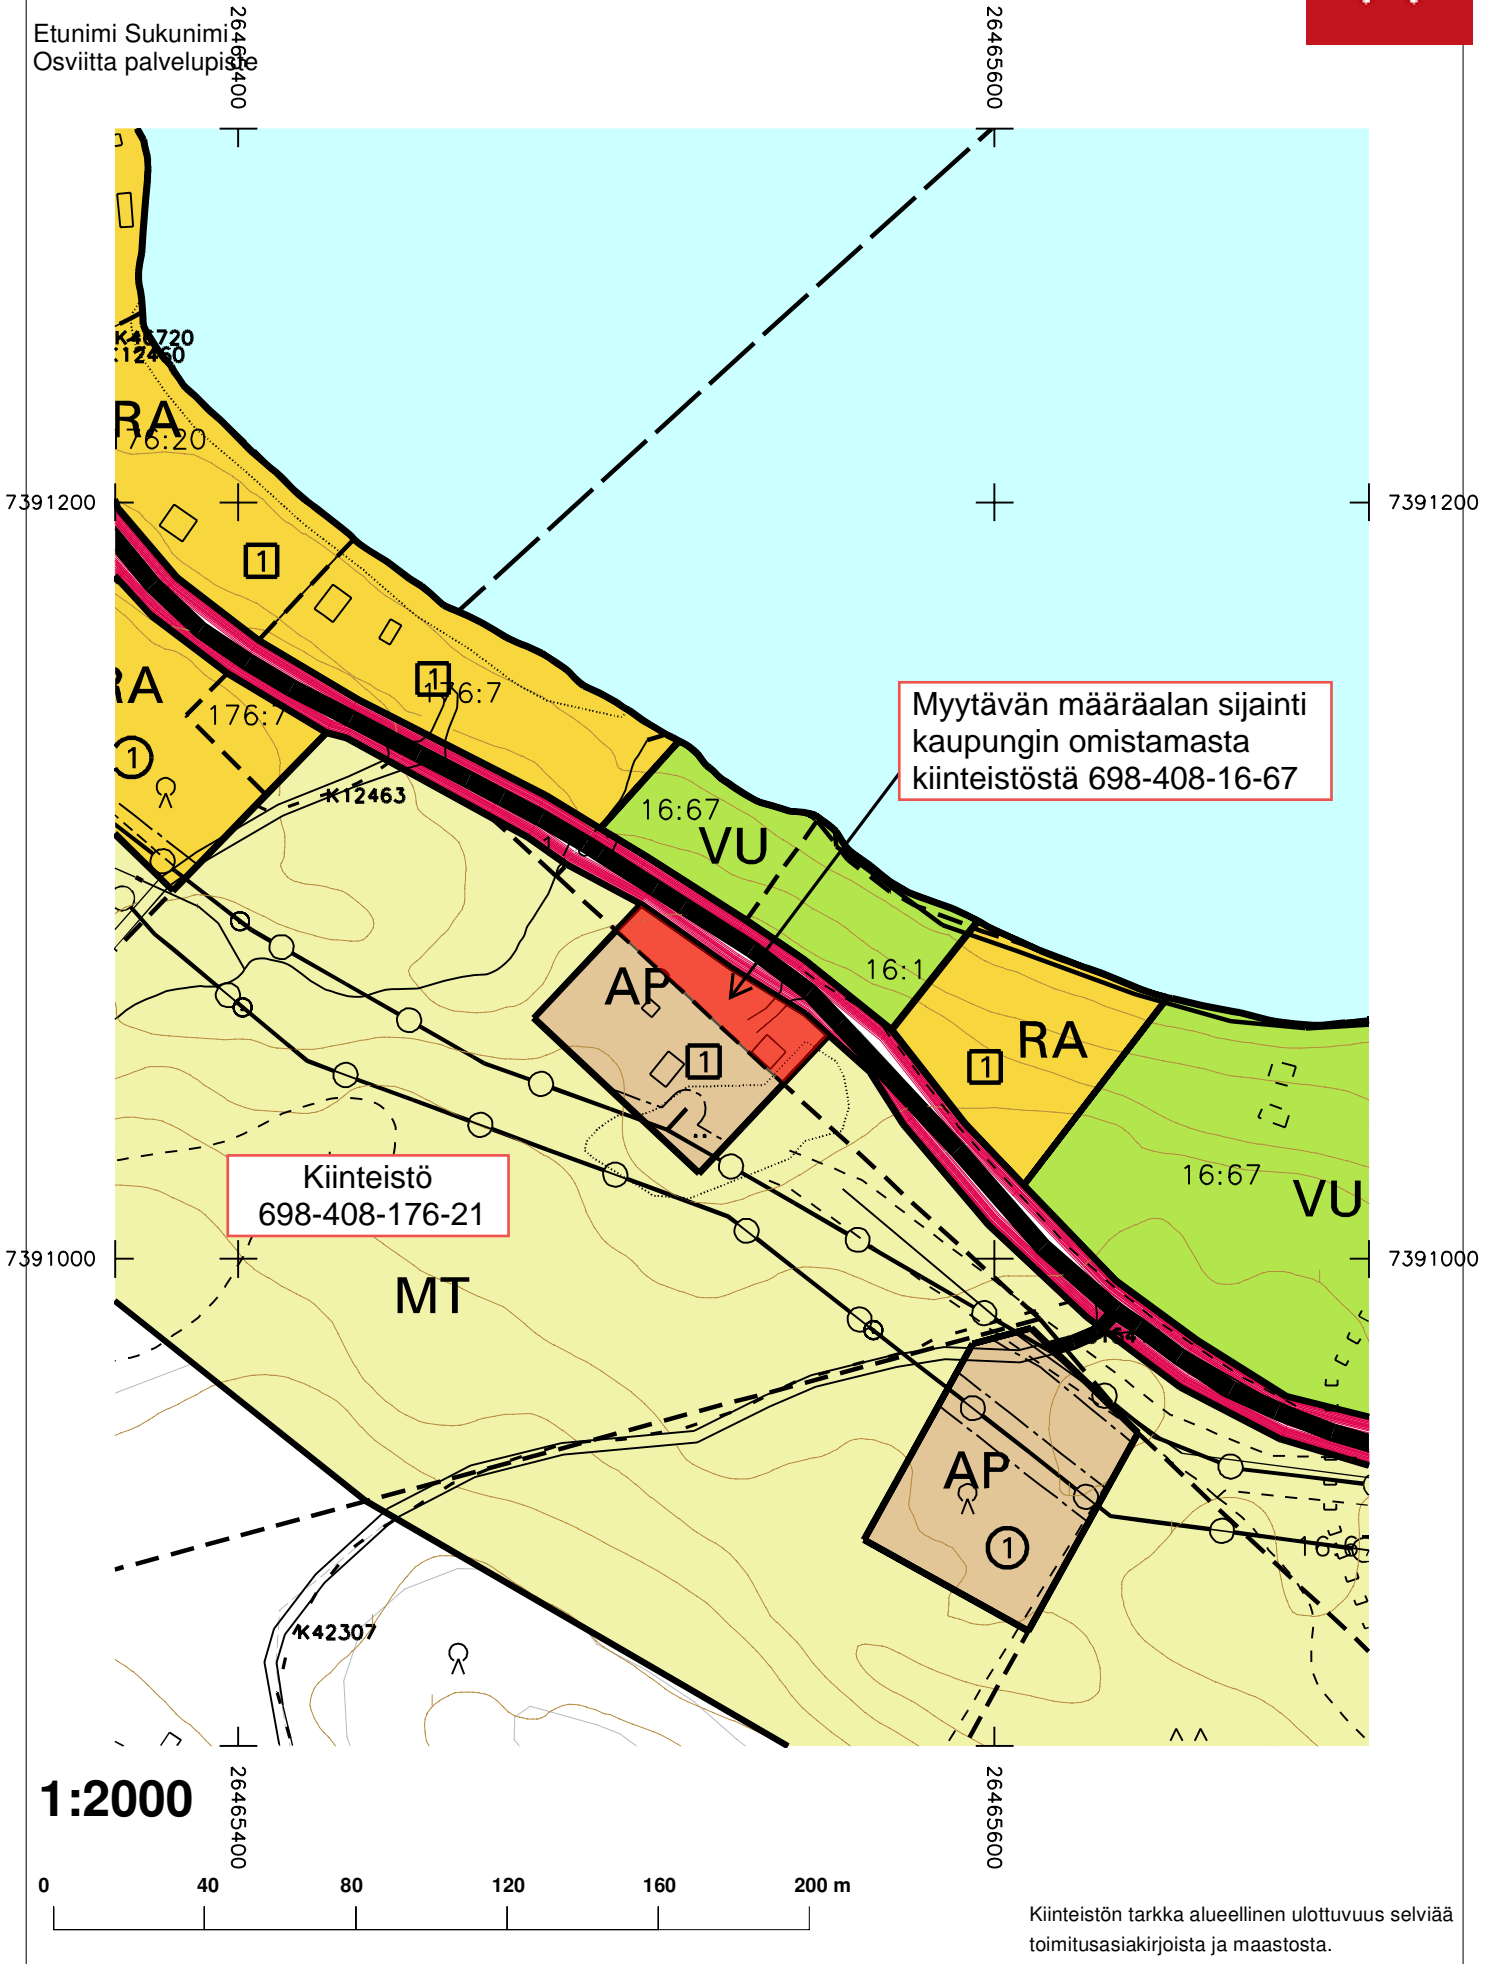 Etunimi Sukunimi
Osviitta palvelupiste
26465400
26465600
K46720
K12460
RA
176:20
7391200
7391200
1
RA
176:7
1
176:7
1
K12463
Myytävän määräalan sijainti
kaupungin omistamasta
kiinteistöstä 698-408-16-67
16:67
VU
16:1
AP
1
RA
1
16:67
VU
Kiinteistö
698-408-176-21
7391000
7391000
MT
AP
1
K42307
1:2000
26465400
26465600
0 40 80 120 160 200 m
Kiinteistön tarkka alueellinen ulottuvuus selviää
toimitusasiakirjoista ja maastosta.